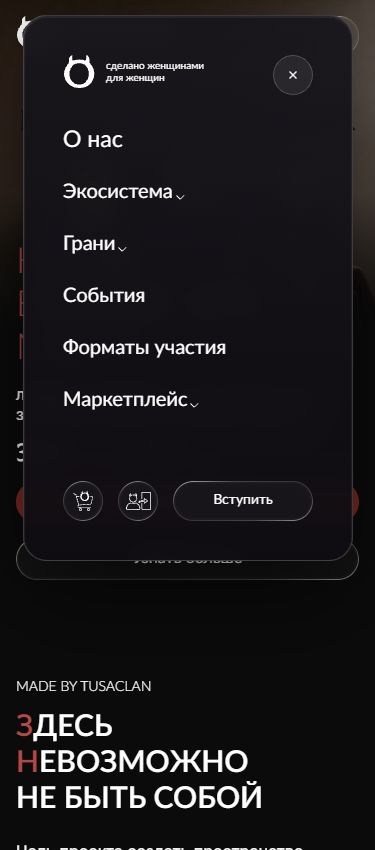 сделано женщинами
для женщин
О нас
Экосистема
Грани
События
Форматы участия
Маркетплейс
Вступить
MADE BY TUSACLAN
ЗДЕСЬ
НЕВОЗМОЖНО
НЕ БЫТЬ СОБОЙ